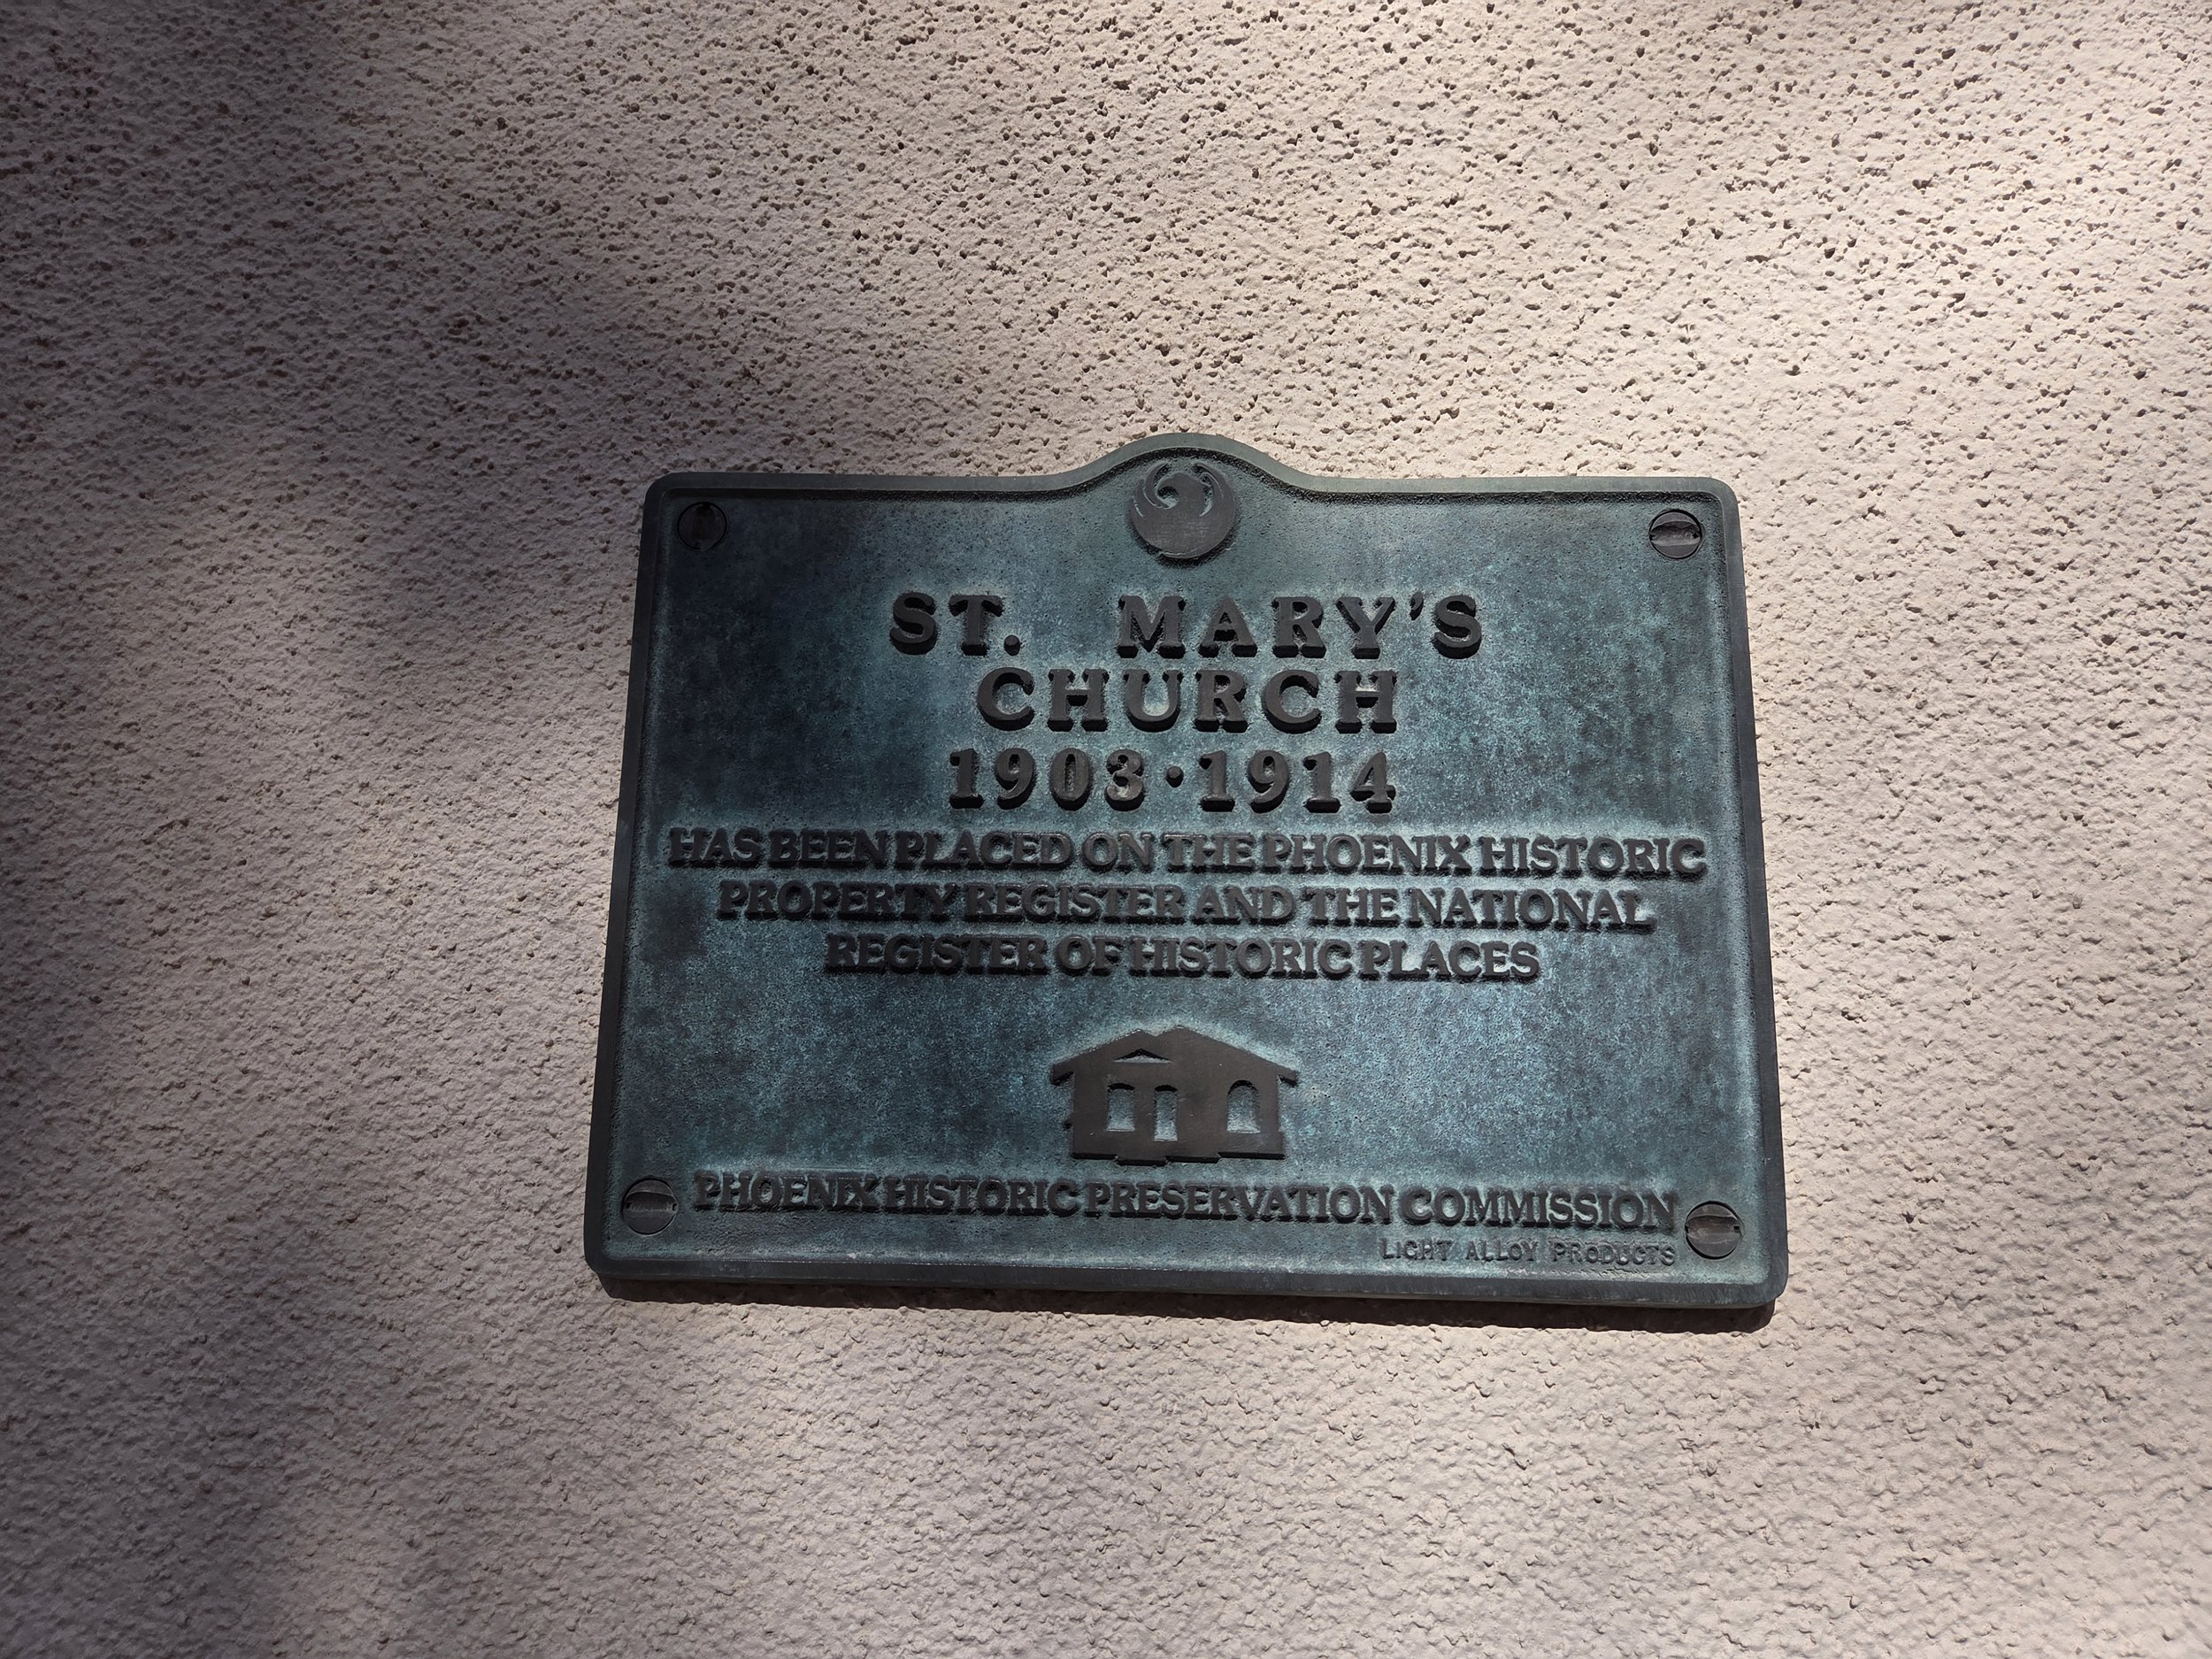 ST. MARY'S
CHURCH
1903·1914
HAS BEEN PLACED ON THE PHOENIX HISTORIC
PROPERTY REGISTER AND THE NATIONAL
REGISTER OF HISTORIC PLACES
PHOENIX HISTORIC PRESERVATION COMMISSION
LIGHT ALLOY PRODUCTS